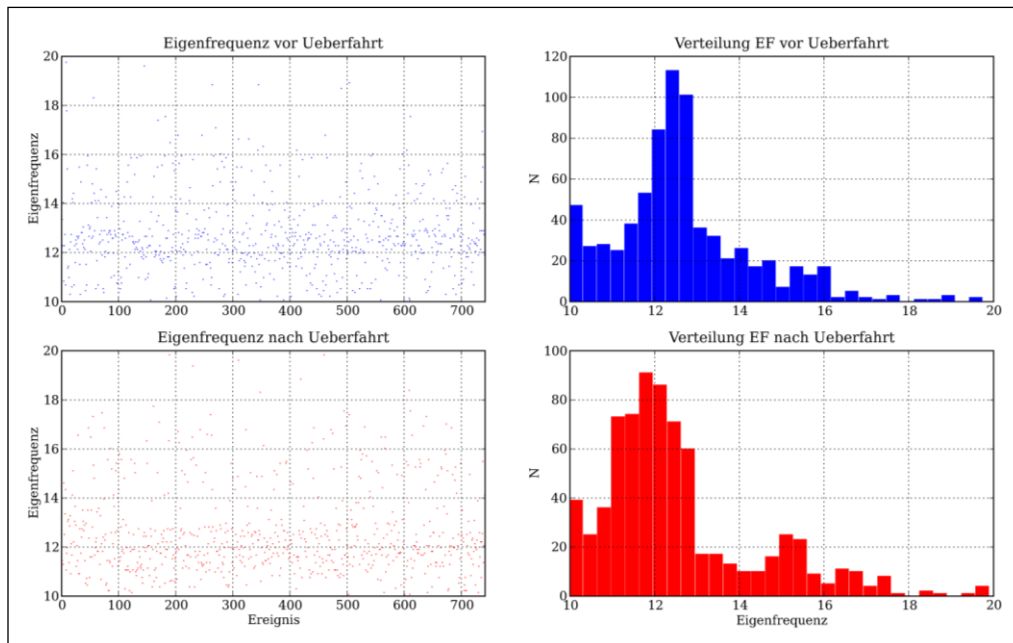 Eigenfrequenz vor Ueberfahrt
20
18
16
14
12
10
Eigenfrequenz
0 100 200 300 400 500 600 700
Verteilung EF vor Ueberfahrt
120
100
80
60
40
20
0
N
10 12 14 16 18 20
Eigenfrequenz nach Ueberfahrt
20
18
16
14
12
10
Eigenfrequenz
0 100 200 300 400 500 600 700
Ereignis
Verteilung EF nach Ueberfahrt
100
80
60
40
20
0
N
10 12 14 16 18 20
Eigenfrequenz